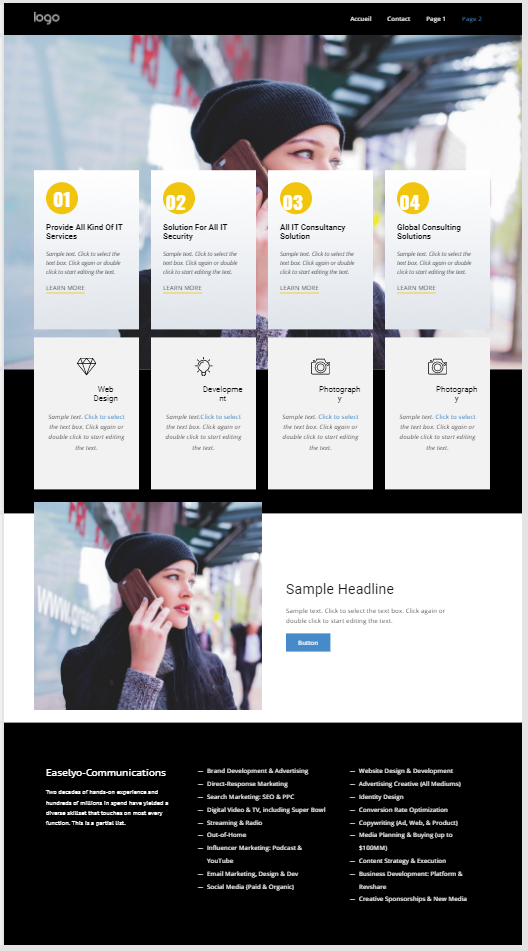 logo
Accueil Contact Page 1 Page 2
01
Provide All Kind Of IT
Services
Sample text. Click to select the
text box. Click again or double
click to start editing the text.
LEARN MORE
02
Solution For All IT
Security
Sample text. Click to select the
text box. Click again or double
click to start editing the text.
LEARN MORE
03
All IT Consultancy
Solution
Sample text. Click to select the
text box. Click again or double
click to start editing the text.
LEARN MORE
04
Global Consulting
Solutions
Sample text. Click to select the
text box. Click again or double
click to start editing the text.
LEARN MORE
Web
Design
Sample text. Click to select
the text box. Click again or
double click to start editing
the text.
Developme
nt
Sample text.Click to select
the text box. Click again or
double click to start editing
the text.
Photograph
y
Sample text. Click to select
the text box. Click again or
double click to start editing
the text.
Photograph
y
Sample text. Click to select
the text box. Click again or
double click to start editing
the text.
Sample Headline
Sample text. Click to select the text box. Click again or
double click to start editing the text.
Button
Easelyo-Communications
Two decades of hands-on experience and
hundreds of millions in spend have yielded a
diverse skillset that touches on most every
function. This is a partial list.
— Brand Development & Advertising
— Direct-Response Marketing
— Search Marketing: SEO & PPC
— Digital Video & TV, including Super Bowl
— Streaming & Radio
— Out-of-Home
— Influencer Marketing: Podcast &
YouTube
— Email Marketing, Design & Dev
— Social Media (Paid & Organic)
— Website Design & Development
— Advertising Creative (All Mediums)
— Identity Design
— Conversion Rate Optimization
— Copywriting (Ad, Web, & Product)
— Media Planning & Buying (up to
$100MM)
— Content Strategy & Execution
— Business Development: Platform &
Revshare
— Creative Sponsorships & New Media